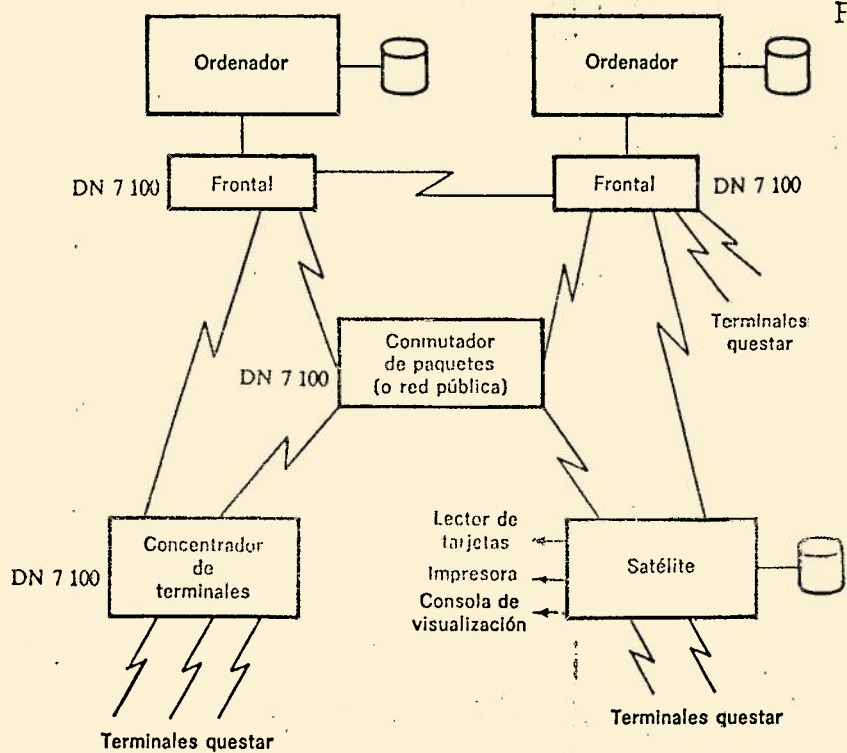 F
Ordenador
Ordenador
DN 7 100
Frontal
Frontal
DN 7 100
Terminales
questar
Conmutador
de paquetes
(o red pública)
DN 7 100
Lector de
tarjetas
Impresora
Consola de
visualización
Satélite
Concentrador
de
terminales
DN 7 100
Terminales questar
Terminales questar